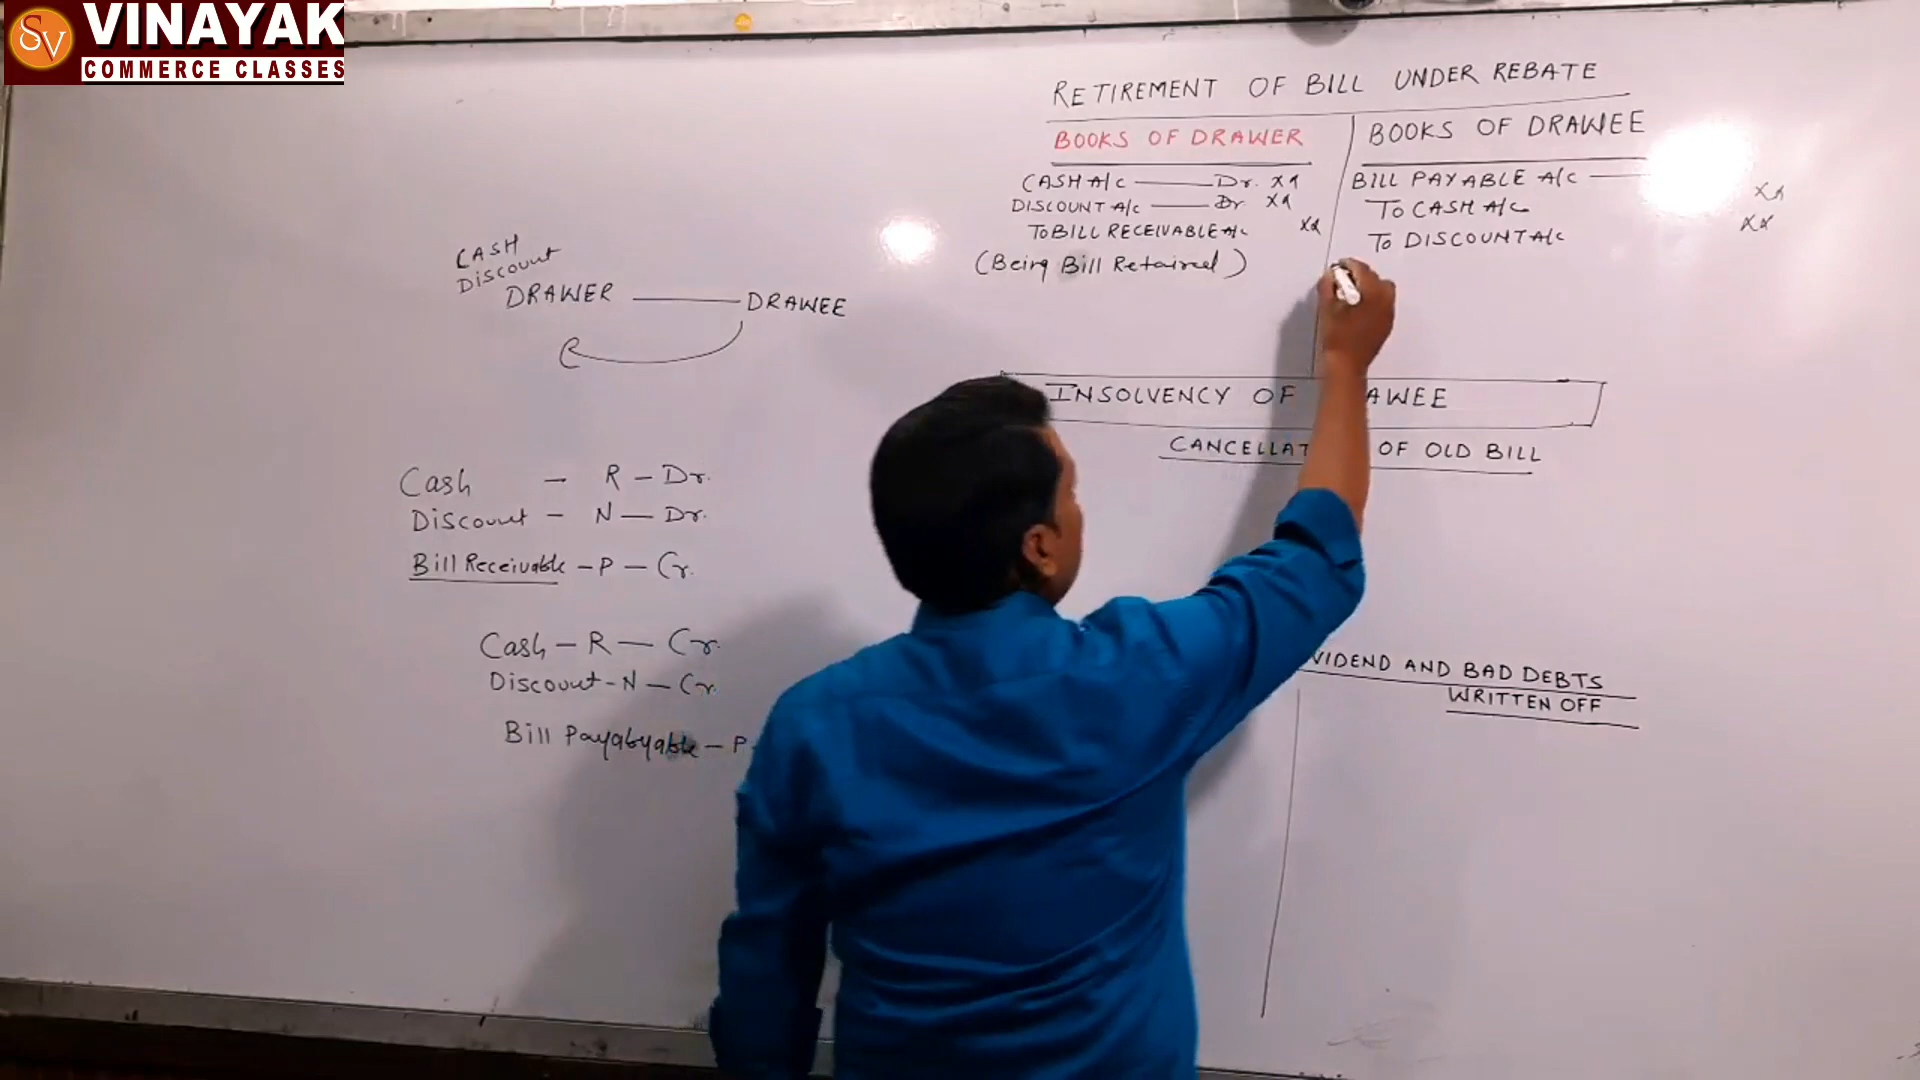 SV VINAYAK
COMMERCE CLASSES
RETIREMENT OF BILL UNDER REBATE
BOOKS OF DRAWER
CASH A/c Dr. xx
DISCOUNT A/c Dr xx
To BILL RECEIVABLE A/c xx
(Being Bill Retained)
BOOKS OF DRAWEE
BILL PAYABLE A/c
To CASH A/c xx
To DISCOUNT A/c xx
CASH
Discount
DRAWER DRAWEE
Cash - R - Dr.
Discount - N - Dr.
Bill Receivable - P - Cr.
Cash - R - Cr.
Discount - N - Cr.
Bill Payabyable - P
INSOLVENCY OF AWEE
CANCELLAT OF OLD BILL
VIDEND AND BAD DEBTS
WRITTEN OFF